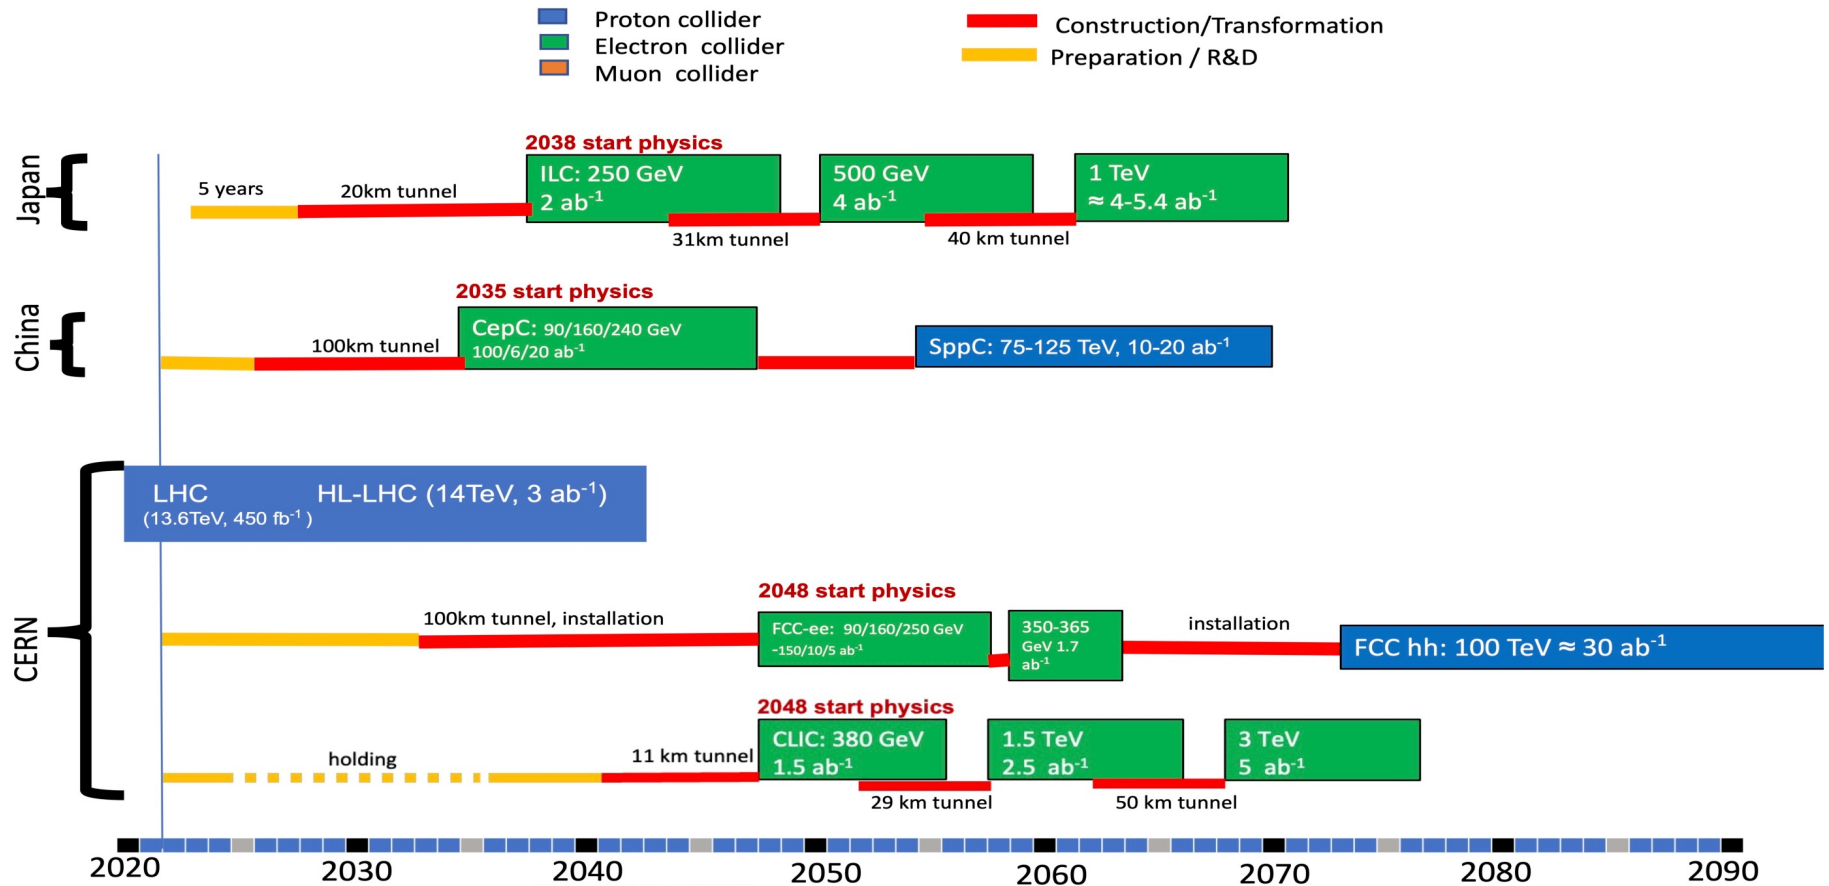 Proton collider
Electron collider
Muon collider
Construction/Transformation
Preparation / R&D
Japan
2038 start physics
5 years
20km tunnel
ILC: 250 GeV
2 ab-1
31km tunnel
500 GeV
4 ab-1
40 km tunnel
1 TeV
≈ 4-5.4 ab-1
China
2035 start physics
100km tunnel
CepC: 90/160/240 GeV
100/6/20 ab-1
SppC: 75-125 TeV, 10-20 ab-1
CERN
LHC
(13.6TeV, 450 fb-1 )
HL-LHC (14TeV, 3 ab-1)
2048 start physics
100km tunnel, installation
FCC-ee: 90/160/250 GeV
~150/10/5 ab-1
350-365
GeV 1.7
ab-1
installation
FCC hh: 100 TeV ≈ 30 ab-1
2048 start physics
holding
11 km tunnel
CLIC: 380 GeV
1.5 ab-1
29 km tunnel
1.5 TeV
2.5 ab-1
50 km tunnel
3 TeV
5 ab-1
2020 2030 2040 2050 2060 2070 2080 2090